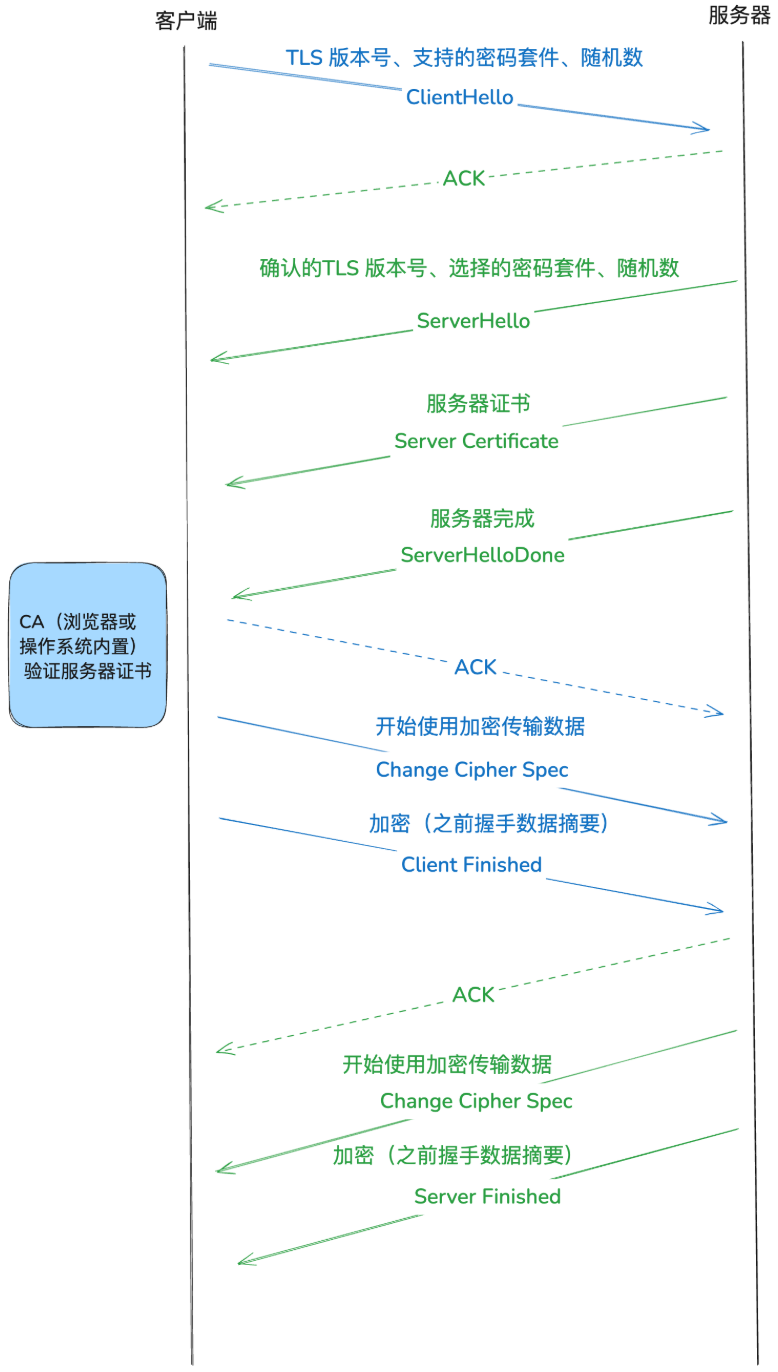 客户端
服务器
TLS 版本号、支持的密码套件、随机数
ClientHello
ACK
确认的TLS 版本号、选择的密码套件、随机数
ServerHello
服务器证书
Server Certificate
服务器完成
ServerHelloDone
CA（浏览器或
操作系统内置）
验证服务器证书
ACK
开始使用加密传输数据
Change Cipher Spec
加密（之前握手数据摘要）
Client Finished
ACK
开始使用加密传输数据
Change Cipher Spec
加密（之前握手数据摘要）
Server Finished